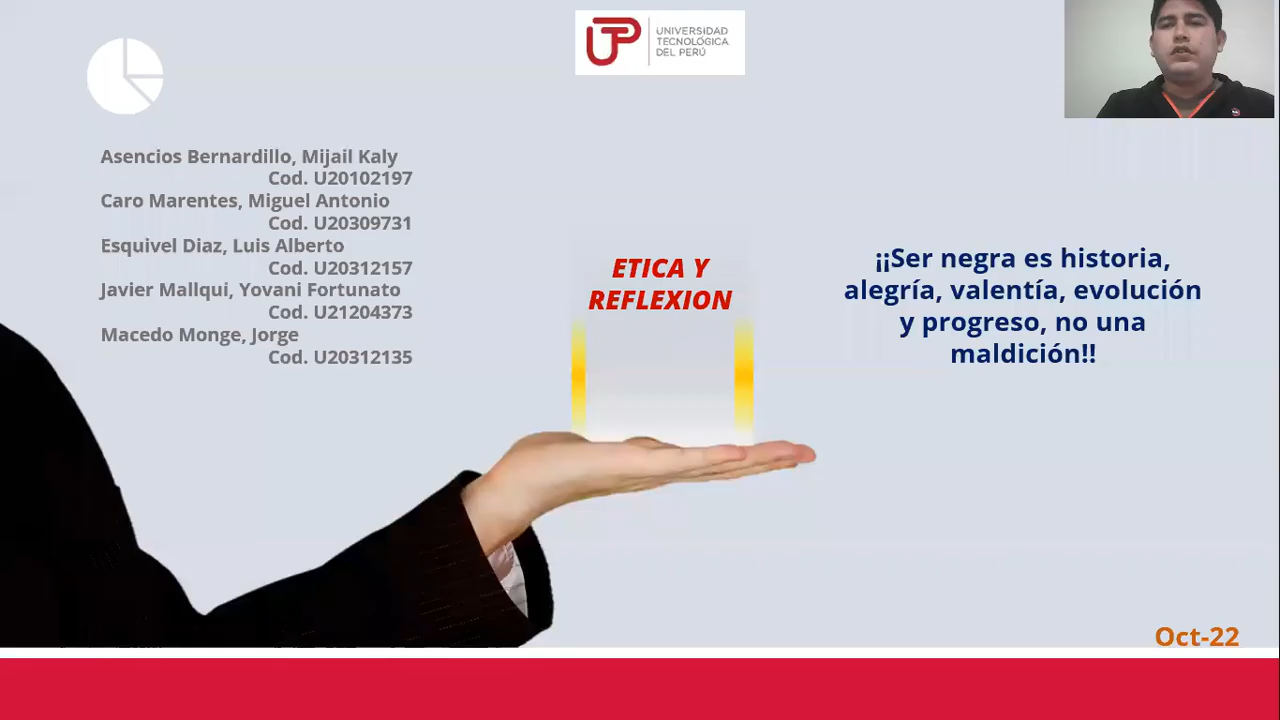 UTP
UNIVERSIDAD
TECNOLÓGICA
DEL PERÚ
Asencios Bernardillo, Mijail Kaly
Cod. U20102197
Caro Marentes, Miguel Antonio
Cod. U20309731
Esquivel Diaz, Luis Alberto
Cod. U20312157
Javier Mallqui, Yovani Fortunato
Cod. U21204373
Macedo Monge, Jorge
Cod. U20312135
ETICA Y
REFLEXION
¡¡Ser negra es historia,
alegría, valentía, evolución
y progreso, no una
maldición!!
Oct-22